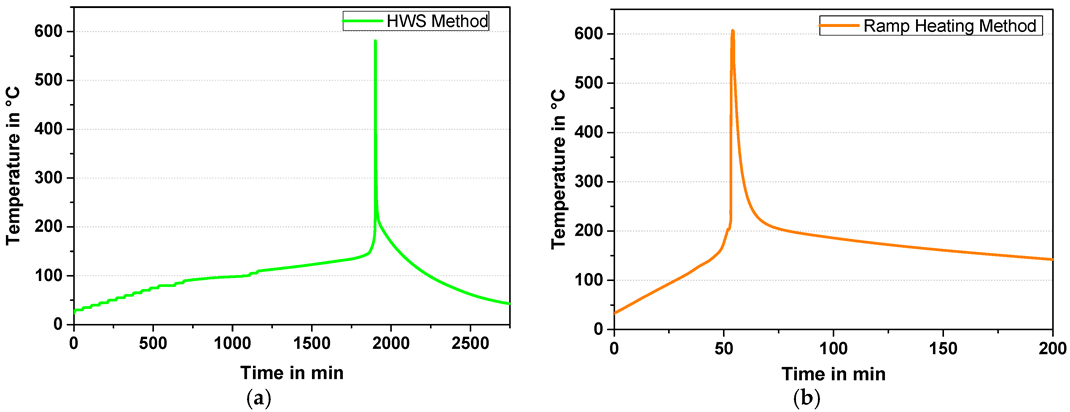 HWS Method
600
500
400
300
200
100
0
Temperature in °C
0 500 1000 1500 2000 2500
Time in min
(a)
Ramp Heating Method
600
500
400
300
200
100
0
Temperature in °C
0 50 100 150 200
Time in min
(b)